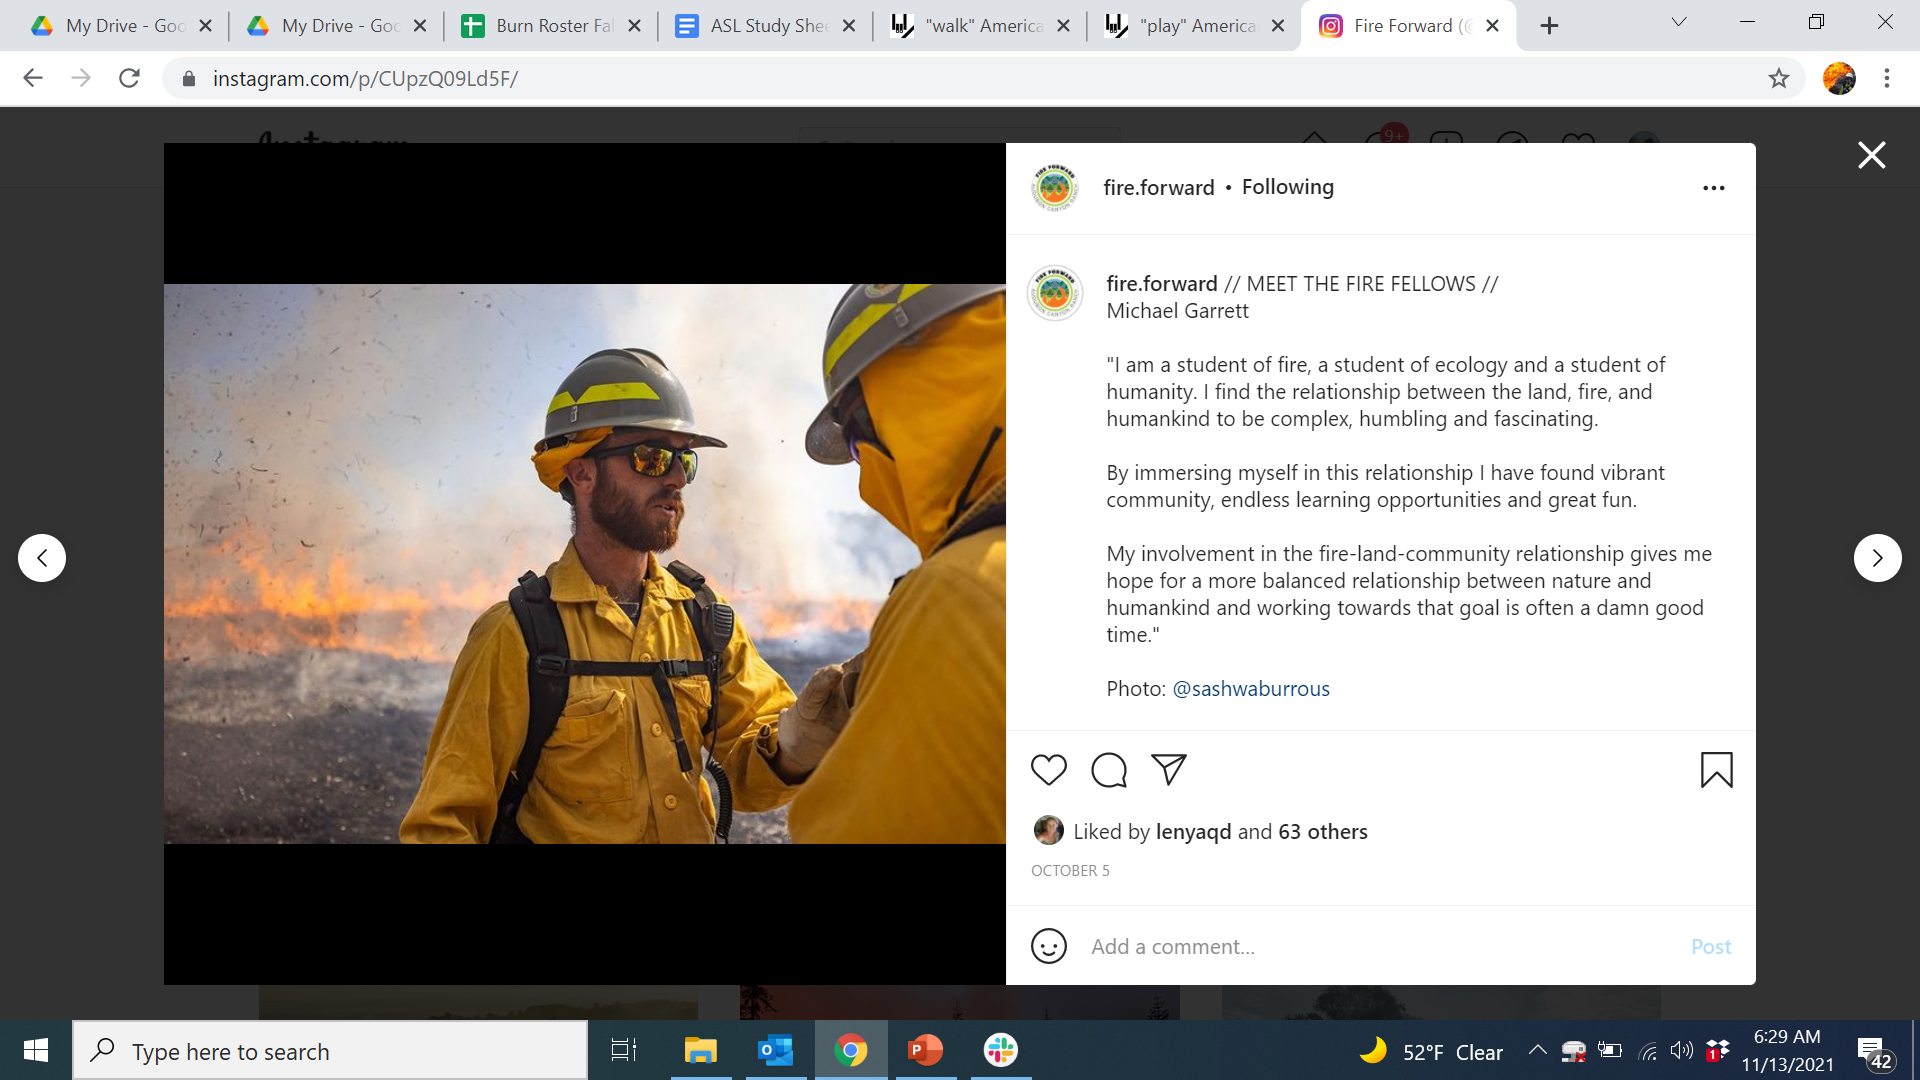 My Drive - Goo
My Drive - Goo
Burn Roster Fal
ASL Study Shee
"walk" America
"play" America
Fire Forward (@
instagram.com/p/CUpzQ09Ld5F/
Instagram
9+
fire.forward • Following
fire.forward // MEET THE FIRE FELLOWS //
Michael Garrett
"I am a student of fire, a student of ecology and a student of
humanity. I find the relationship between the land, fire, and
humankind to be complex, humbling and fascinating.
By immersing myself in this relationship I have found vibrant
community, endless learning opportunities and great fun.
My involvement in the fire-land-community relationship gives me
hope for a more balanced relationship between nature and
humankind and working towards that goal is often a damn good
time."
Photo: @sashwaburrous
Liked by lenyaqd and 63 others
OCTOBER 5
Add a comment...
Post
Type here to search
52°F Clear
6:29 AM
11/13/2021
42